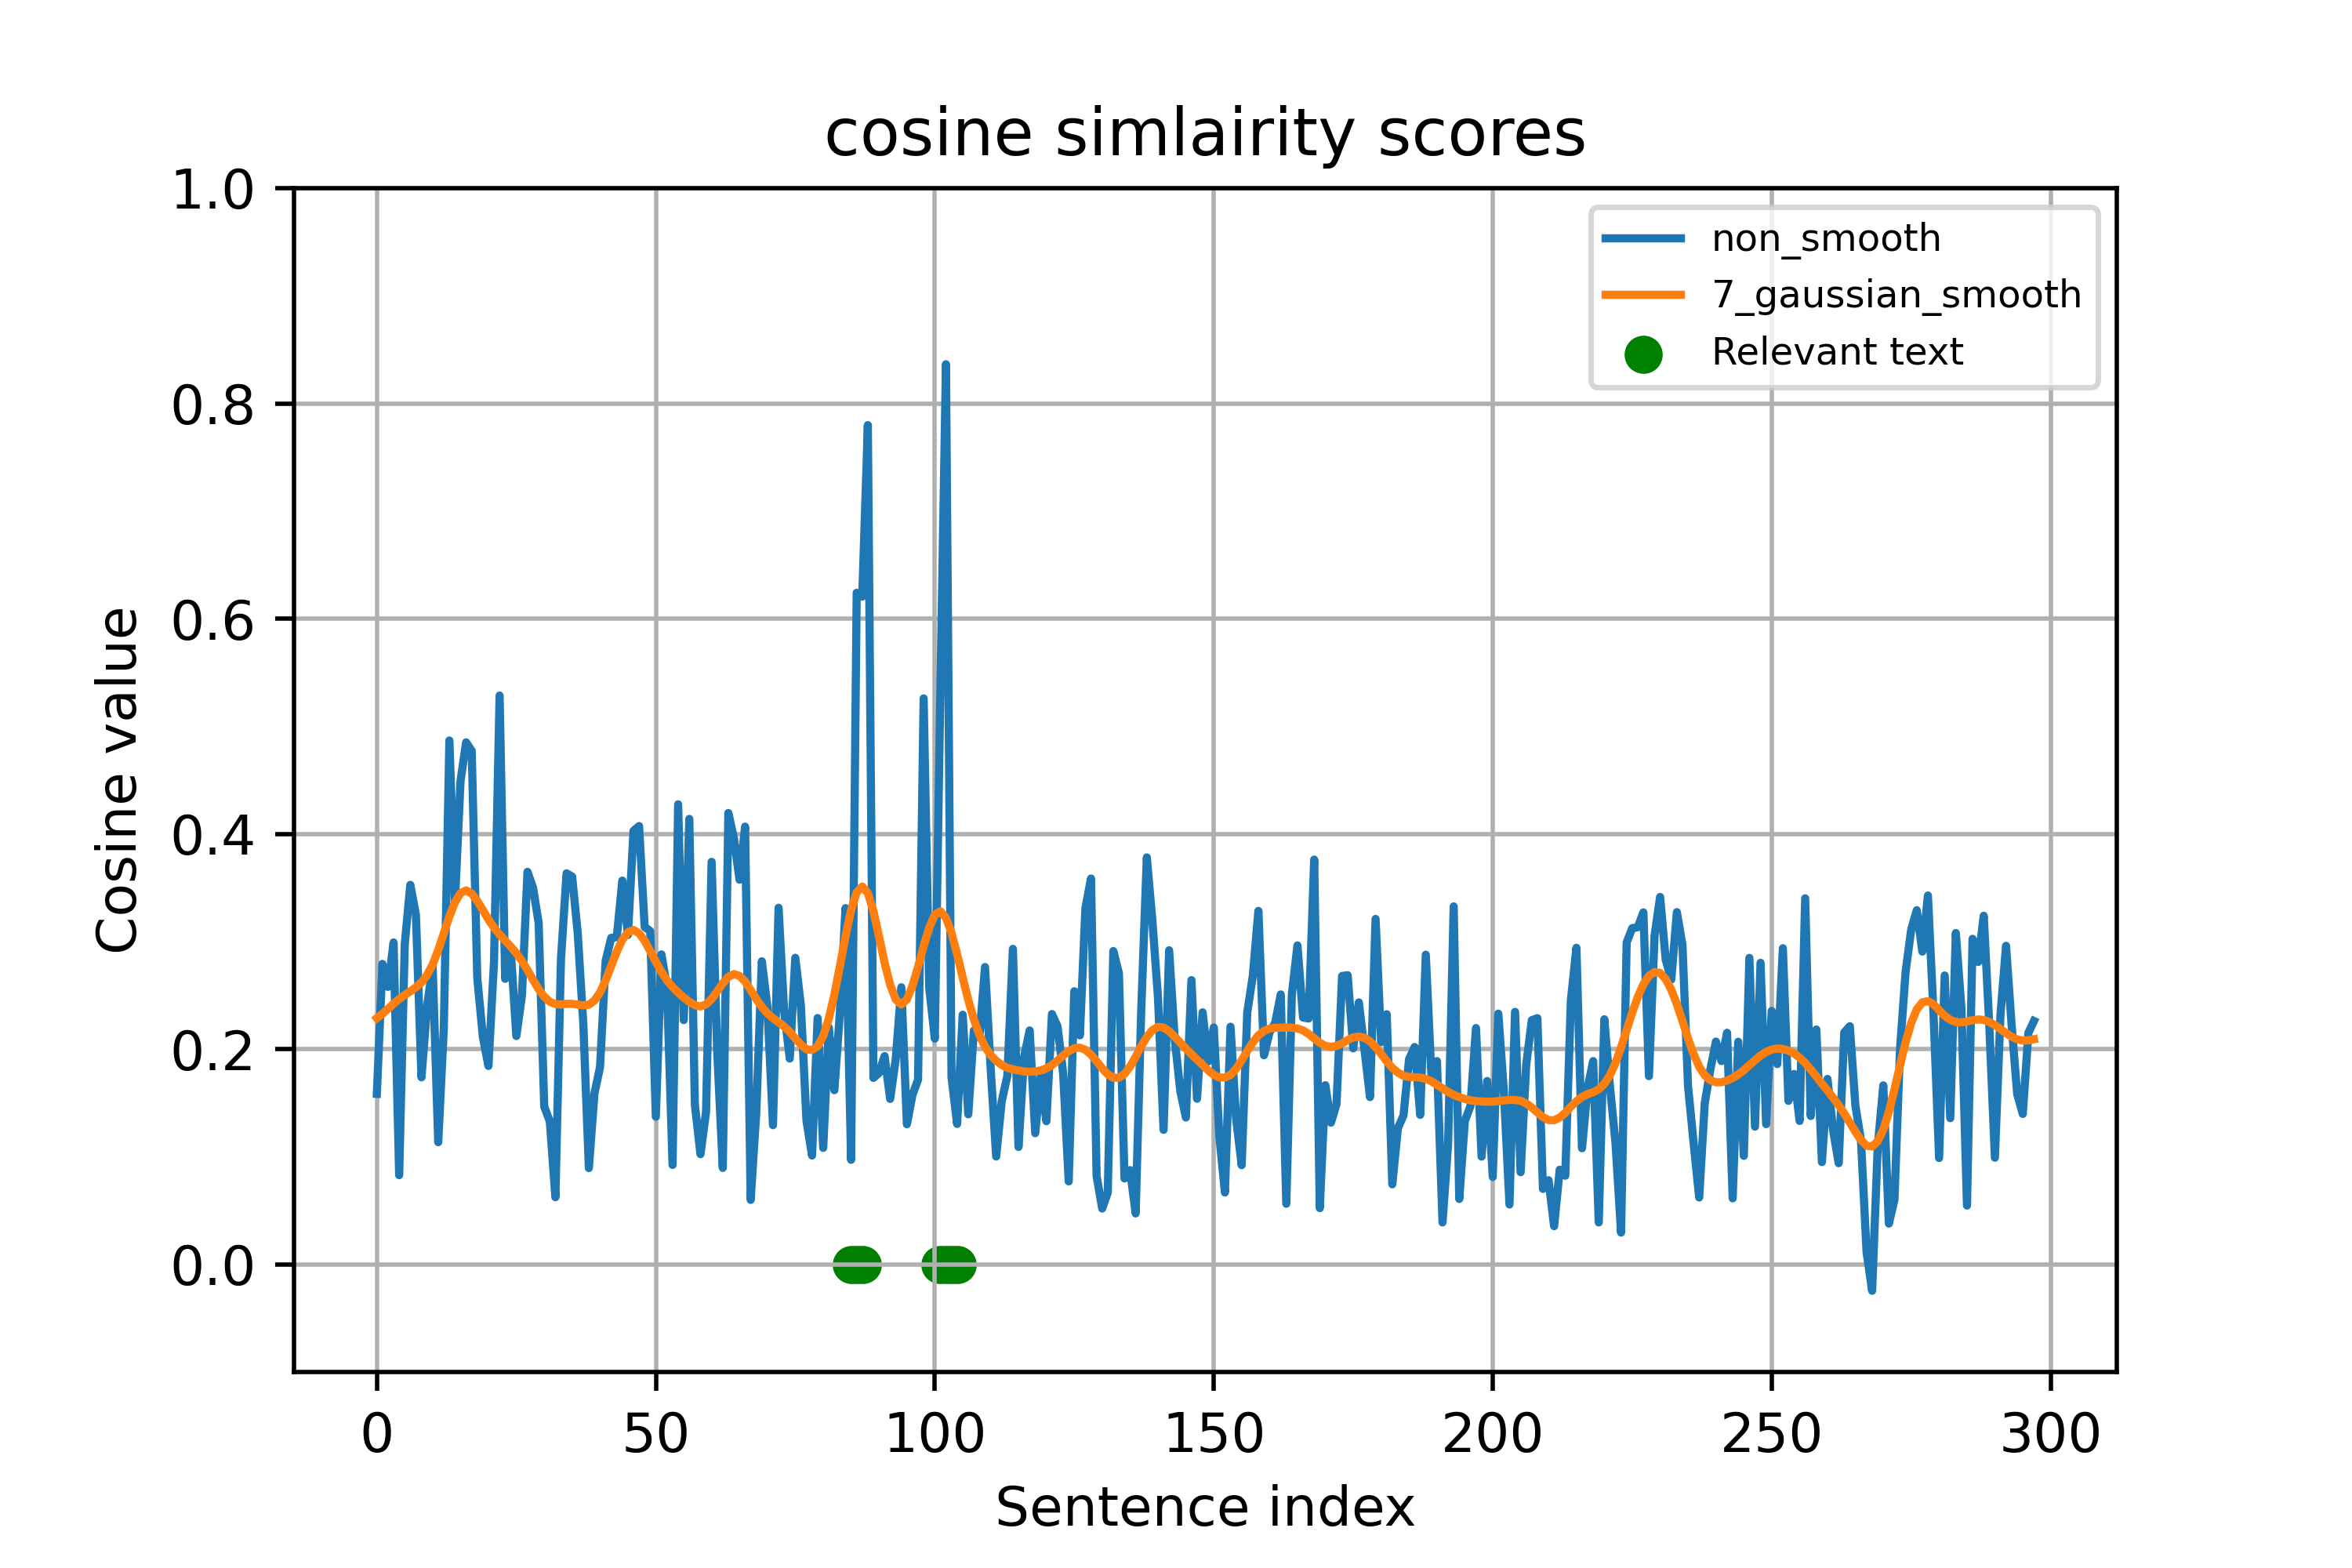 cosine simlairity scores
1.0
0.8
0.6
0.4
0.2
0.0
Cosine value
non_smooth
7_gaussian_smooth
Relevant text
0 50 100 150 200 250 300
Sentence index